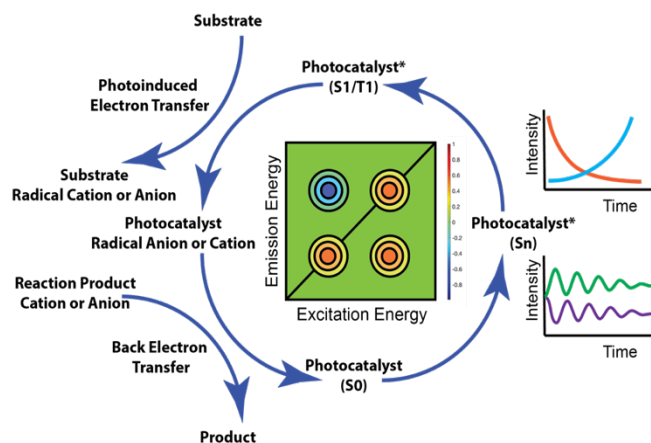 Substrate
Photoinduced
Electron Transfer
Substrate
Radical Cation or Anion
Photocatalyst*
(S1/T1)
Photocatalyst
Radical Anion or Cation
Reaction Product
Cation or Anion
Back Electron
Transfer
Product
Photocatalyst
(S0)
Photocatalyst*
(Sn)
Emission Energy
Excitation Energy
1
0.8
0.6
0.4
0.2
0
-0.2
-0.4
-0.6
-0.8
Intensity
Time
Intensity
Time